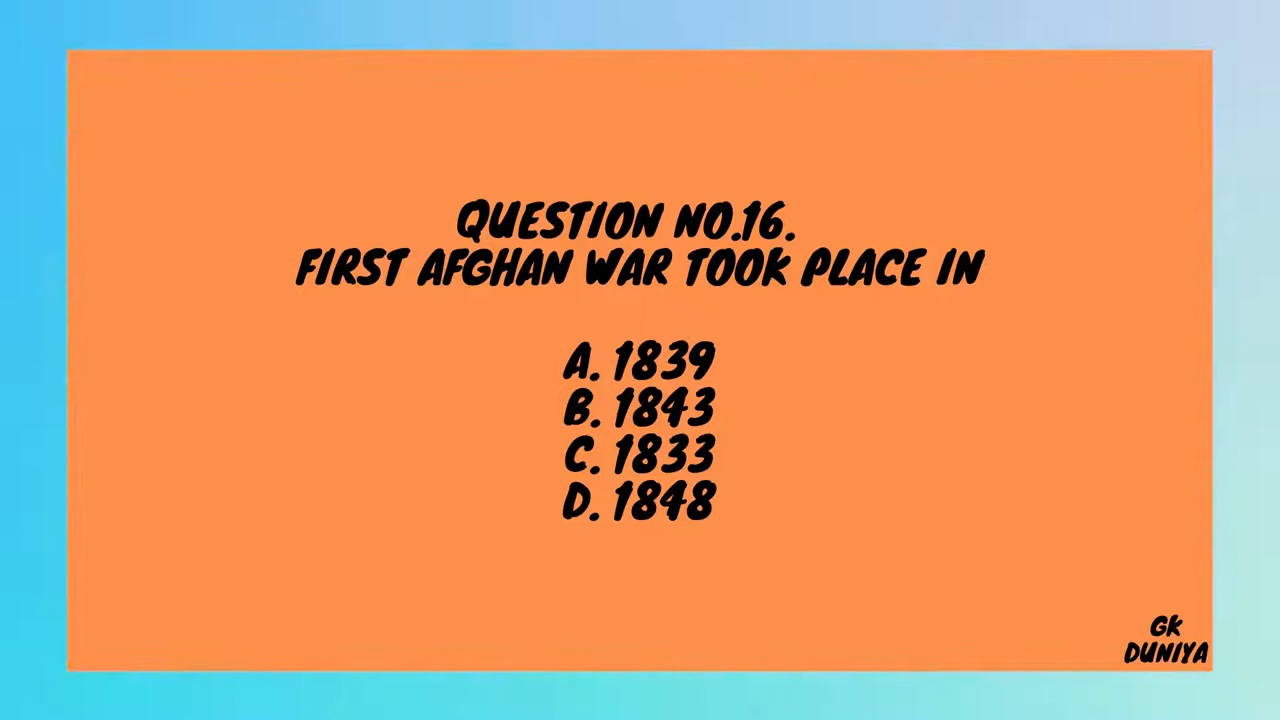 QUESTION NO.16.
FIRST AFGHAN WAR TOOK PLACE IN
A. 1839
B. 1843
C. 1833
D. 1848
GK
DUNIYA